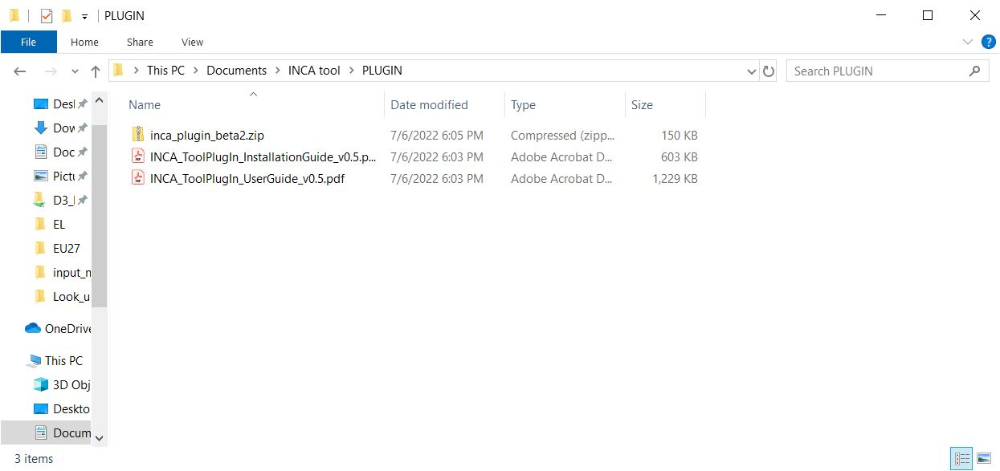 PLUGIN
File Home Share View
This PC Documents INCA tool PLUGIN
Search PLUGIN
Name Date modified Type Size
inca_plugin_beta2.zip 7/6/2022 6:05 PM Compressed (zipp... 150 KB
INCA_ToolPlugIn_InstallationGuide_v0.5.p... 7/6/2022 6:03 PM Adobe Acrobat D... 603 KB
INCA_ToolPlugIn_UserGuide_v0.5.pdf 7/6/2022 6:03 PM Adobe Acrobat D... 1,229 KB
Desl
Dow
Doc
Pictu
D3_l
EL
EU27
input_n
Look_u
OneDrive
This PC
3D Obj
Deskto
Docum
3 items